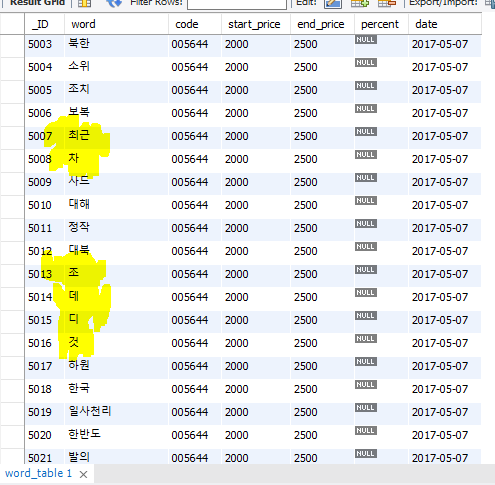 Result Grid Filter Rows: Edit: Export/Import:
_ID word code start_price end_price percent date
5003 북한 005644 2000 2500 NULL 2017-05-07
5004 소위 005644 2000 2500 NULL 2017-05-07
5005 조치 005644 2000 2500 NULL 2017-05-07
5006 보복 005644 2000 2500 NULL 2017-05-07
5007 최근 005644 2000 2500 NULL 2017-05-07
5008 차 005644 2000 2500 NULL 2017-05-07
5009 사드 005644 2000 2500 NULL 2017-05-07
5010 대해 005644 2000 2500 NULL 2017-05-07
5011 정작 005644 2000 2500 NULL 2017-05-07
5012 대북 005644 2000 2500 NULL 2017-05-07
5013 조 005644 2000 2500 NULL 2017-05-07
5014 데 005644 2000 2500 NULL 2017-05-07
5015 디 005644 2000 2500 NULL 2017-05-07
5016 것 005644 2000 2500 NULL 2017-05-07
5017 하원 005644 2000 2500 NULL 2017-05-07
5018 한국 005644 2000 2500 NULL 2017-05-07
5019 일사천리 005644 2000 2500 NULL 2017-05-07
5020 한반도 005644 2000 2500 NULL 2017-05-07
5021 발의 005644 2000 2500 NULL 2017-05-07
word_table 1